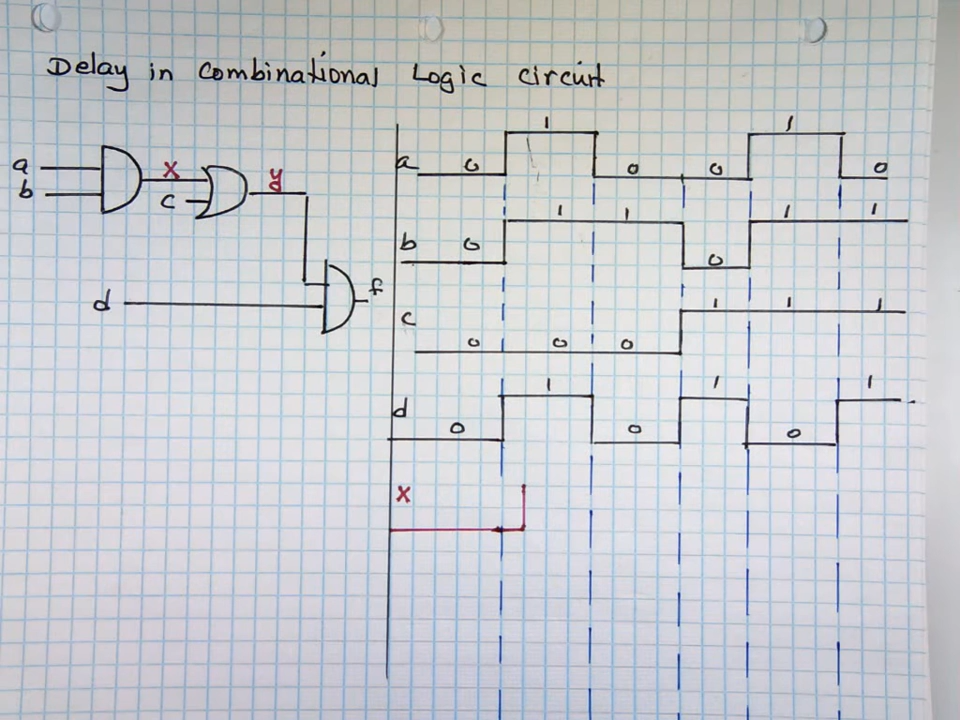 Delay in Combinational Logic circuit
a
b
x
c
y
d
f
a 0 1 0 0 1 0
b 0 1 1 0 1 1
c 0 0 0 1 1 1
d 0 1 0 1 0 1
x